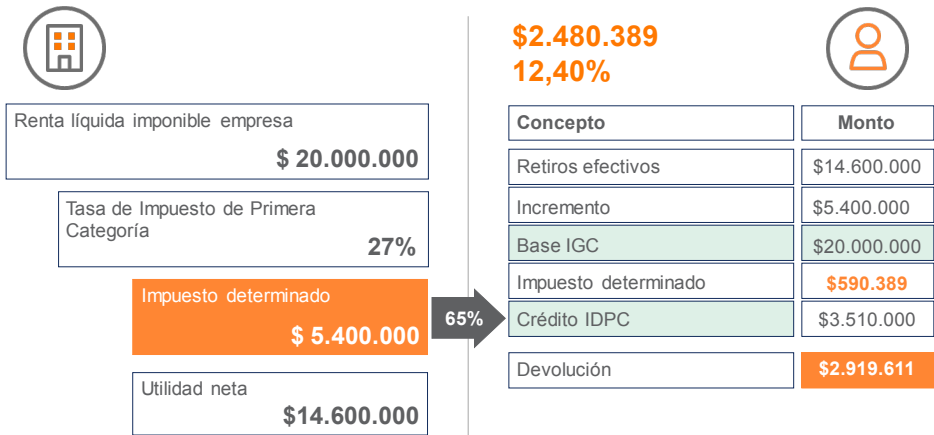 Renta líquida imponible empresa
$ 20.000.000
Tasa de Impuesto de Primera
Categoría
27%
Impuesto determinado
$ 5.400.000
65%
Utilidad neta
$14.600.000
$2.480.389
12,40%
Concepto Monto
Retiros efectivos $14.600.000
Incremento $5.400.000
Base IGC $20.000.000
Impuesto determinado $590.389
Crédito IDPC $3.510.000
Devolución $2.919.611